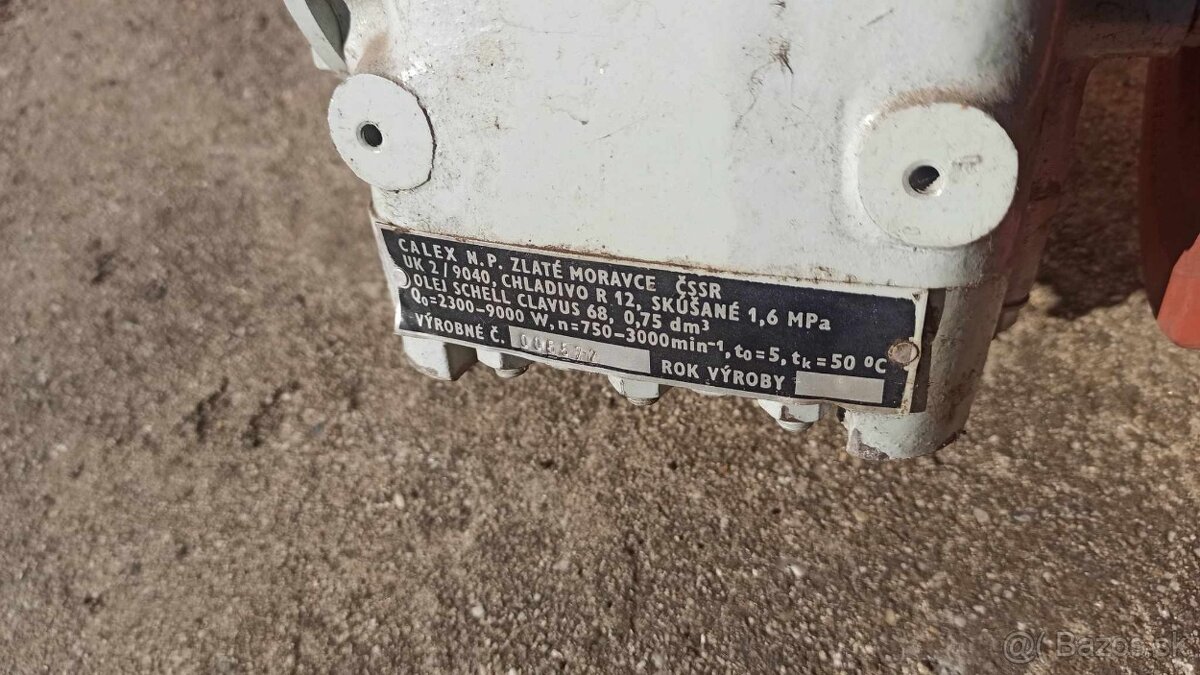 CALEX N.P. ZLATÉ MORAVCE ČSSR
UK 2/9040, CHLADIVO R 12, SKÚŠANÉ 1,6 MPa
OLEJ SCHELL CLAVUS 68, 0,75 dm³
Q₀=2300-9000 W, n=750-3000min⁻¹, t₀=5, tₖ=50 ºC
VÝROBNÉ Č. ROK VÝROBY
@( Bazos.sk